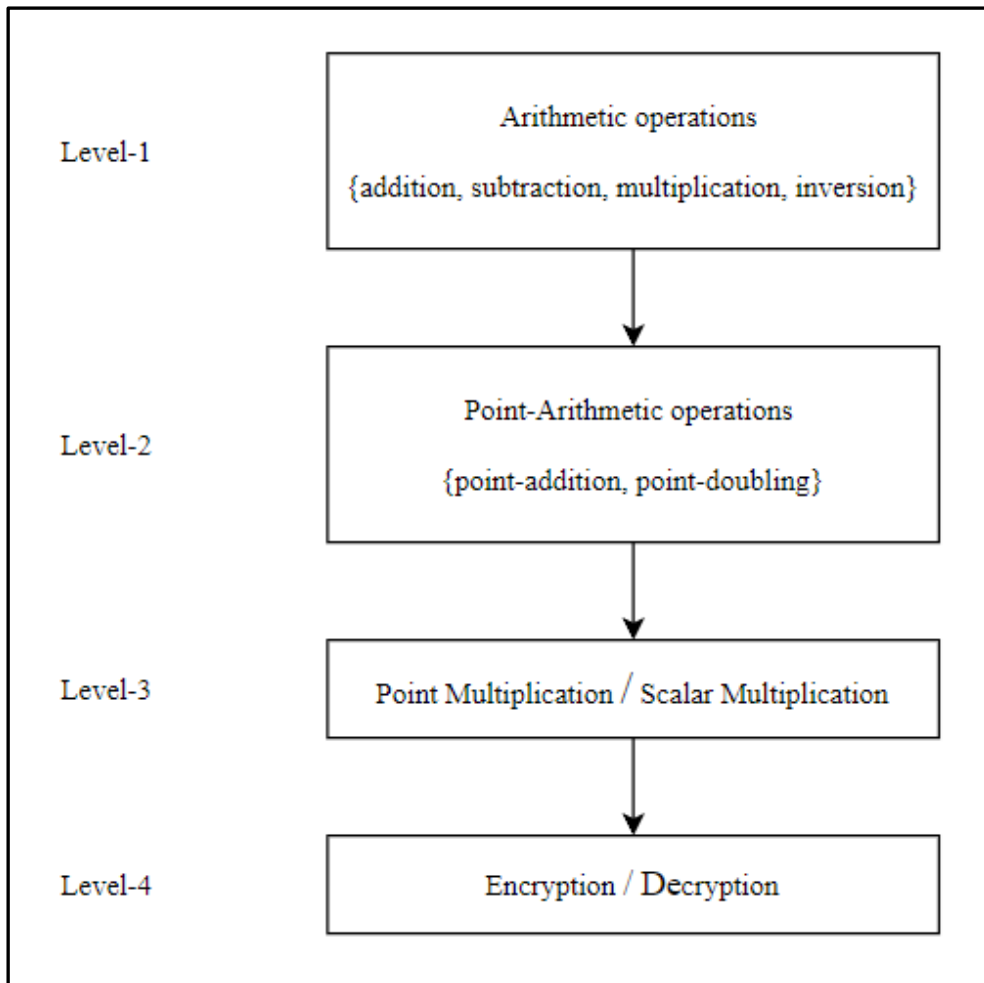 Level-1
Arithmetic operations
{addition, subtraction, multiplication, inversion}
Level-2
Point-Arithmetic operations
{point-addition, point-doubling}
Level-3
Point Multiplication / Scalar Multiplication
Level-4
Encryption / Decryption